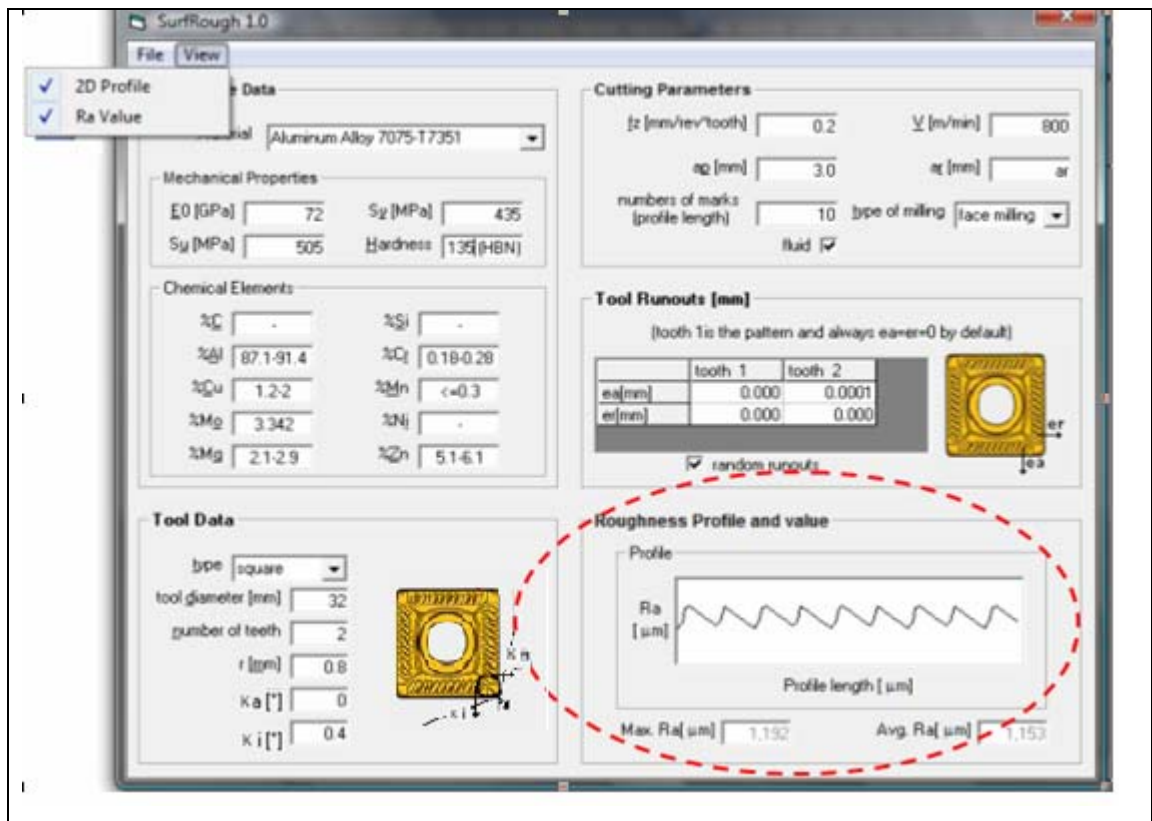 SurfRough 1.0
File View
2D Profile
Ra Value
Data
Material Aluminum Alloy 7075-T7351
Mechanical Properties
E0 [GPa] 72 Sy [MPa] 435
Su [MPa] 505 Hardness 135(HBN)
Chemical Elements
%C - %Si -
%Al 87.1-91.4 %Cr 0.18-0.28
%Cu 1.2-2 %Mn <=0.3
%Mo 3.342 %Ni -
%Mg 2.1-2.9 %Zn 5.1-6.1
Tool Data
type square
tool diameter [mm] 32
number of teeth 2
r [mm] 0.8
κa [°] 0
κi [°] 0.4
κa
κi
Cutting Parameters
fz [mm/rev*tooth] 0.2 V [m/min] 800
ap [mm] 3.0 ar [mm] ar
numbers of marks
(profile length) 10 type of milling face milling
fluid
Tool Runouts [mm]
(tooth 1is the pattern and always ea=er=0 by default)
tooth 1 tooth 2
ea[mm] 0.000 0.0001
er[mm] 0.000 0.000
er
ea
random runouts
Roughness Profile and value
Profile
Ra
[µm]
Profile length [µm]
Max. Ra[µm] 1,192 Avg. Ra[µm] 1,153